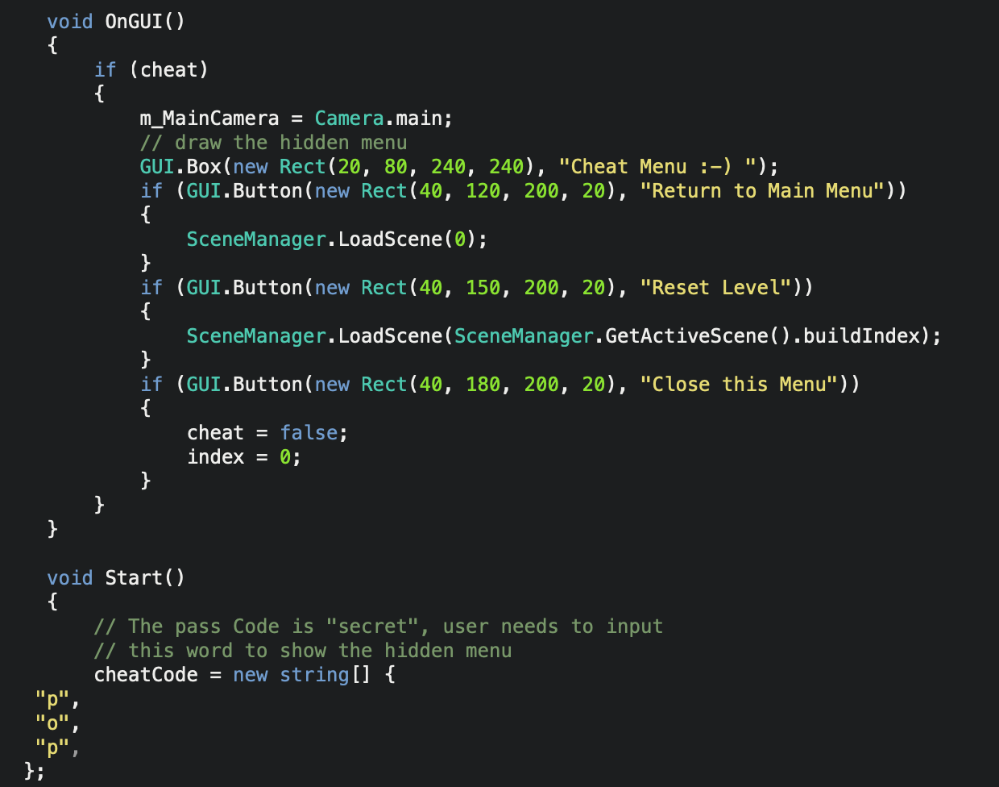 void OnGUI()
{
if (cheat)
{
m_MainCamera = Camera.main;
// draw the hidden menu
GUI.Box(new Rect(20, 80, 240, 240), "Cheat Menu :-) ");
if (GUI.Button(new Rect(40, 120, 200, 20), "Return to Main Menu"))
{
SceneManager.LoadScene(0);
}
if (GUI.Button(new Rect(40, 150, 200, 20), "Reset Level"))
{
SceneManager.LoadScene(SceneManager.GetActiveScene().buildIndex);
}
if (GUI.Button(new Rect(40, 180, 200, 20), "Close this Menu"))
{
cheat = false;
index = 0;
}
}
}
void Start()
{
// The pass Code is "secret", user needs to input
// this word to show the hidden menu
cheatCode = new string[] {
"p",
"o",
"p",
};